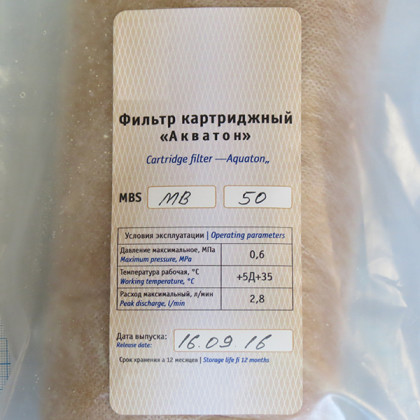 Фильтр картриджный
«Акватон»
Cartridge filter —Aquaton„
MBS МВ 50
Условия эксплуатации | Operating parameters
Давление максимальное, МПа
Maximum pressure, MPa
0,6
Температура рабочая, °C
Working temperature, °C
+5Д+35
Расход максимальный, л/мин
Peak discharge, l/min
2,8
Дата выпуска:
Release date:
16.09 16
Срок хранения а 12 месяцев | Storage life fi 12 months